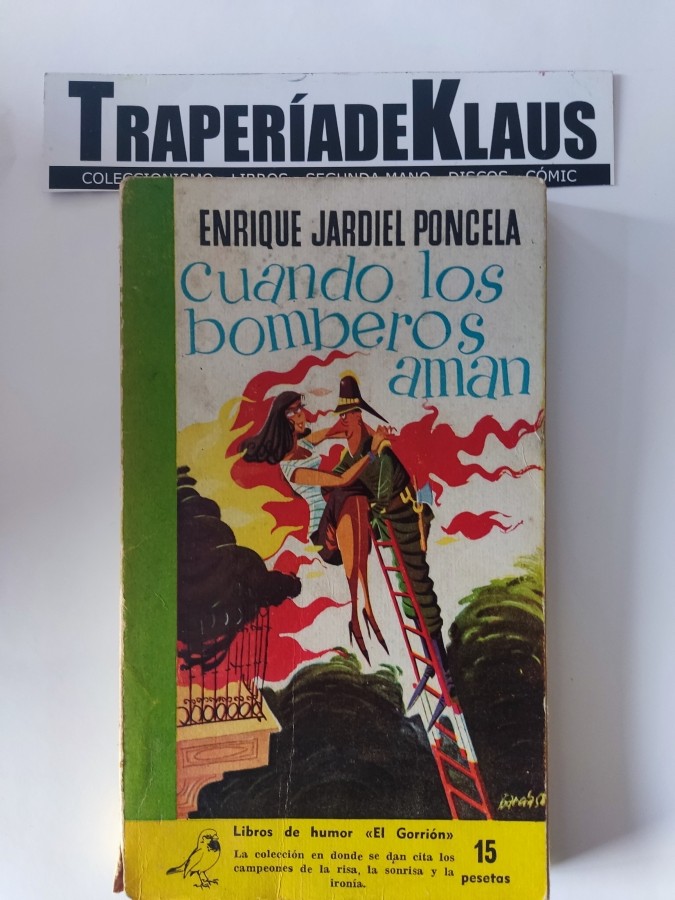 TRAPERÍADEKLAUS
COLECCIONISMO LIBROS SEGUNDA MANO DISCOS CÓMIC
ENRIQUE JARDIEL PONCELA
cuando los
bomberos
aman
Libros de humor «El Gorrión»
La colección en donde se dan cita los
campeones de la risa, la sonrisa y la
ironía.
15
pesetas